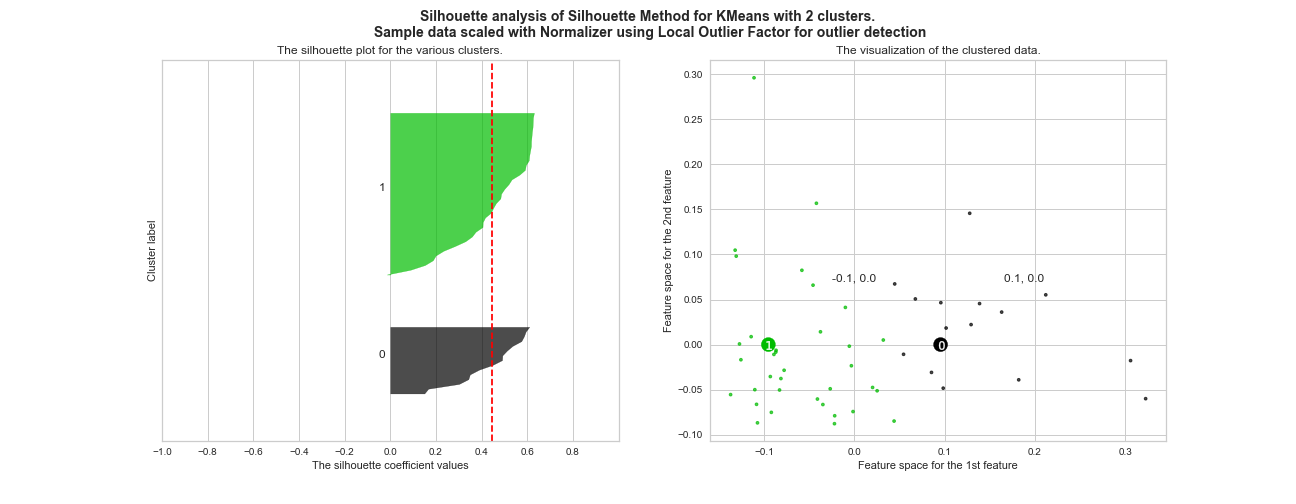 Silhouette analysis of Silhouette Method for KMeans with 2 clusters.
Sample data scaled with Normalizer using Local Outlier Factor for outlier detection
The silhouette plot for the various clusters.
Cluster label
1
0
−1.0 −0.8 −0.6 −0.4 −0.2 0.0 0.2 0.4 0.6 0.8
The silhouette coefficient values
The visualization of the clustered data.
Feature space for the 2nd feature
0.30
0.25
0.20
0.15
0.10
0.05
0.00
−0.05
−0.10
-0.1, 0.0
0.1, 0.0
1
0
−0.1 0.0 0.1 0.2 0.3
Feature space for the 1st feature